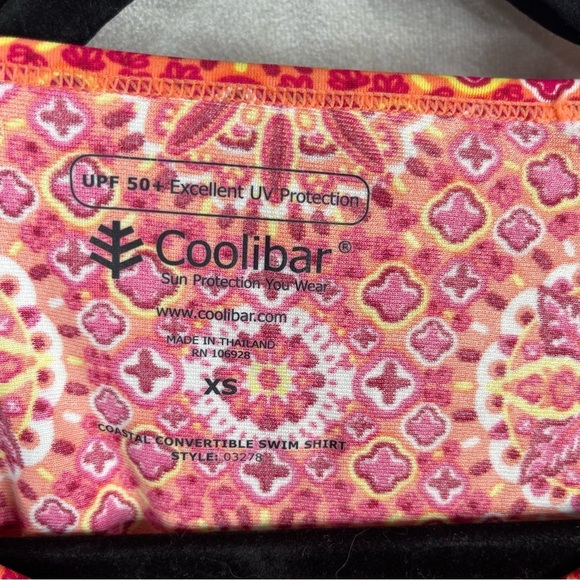 UPF 50+ Excellent UV Protection
Coolibar®
Sun Protection You Wear
www.coolibar.com
MADE IN THAILAND
RN 106928
XS
COASTAL CONVERTIBLE SWIM SHIRT
STYLE: 03278